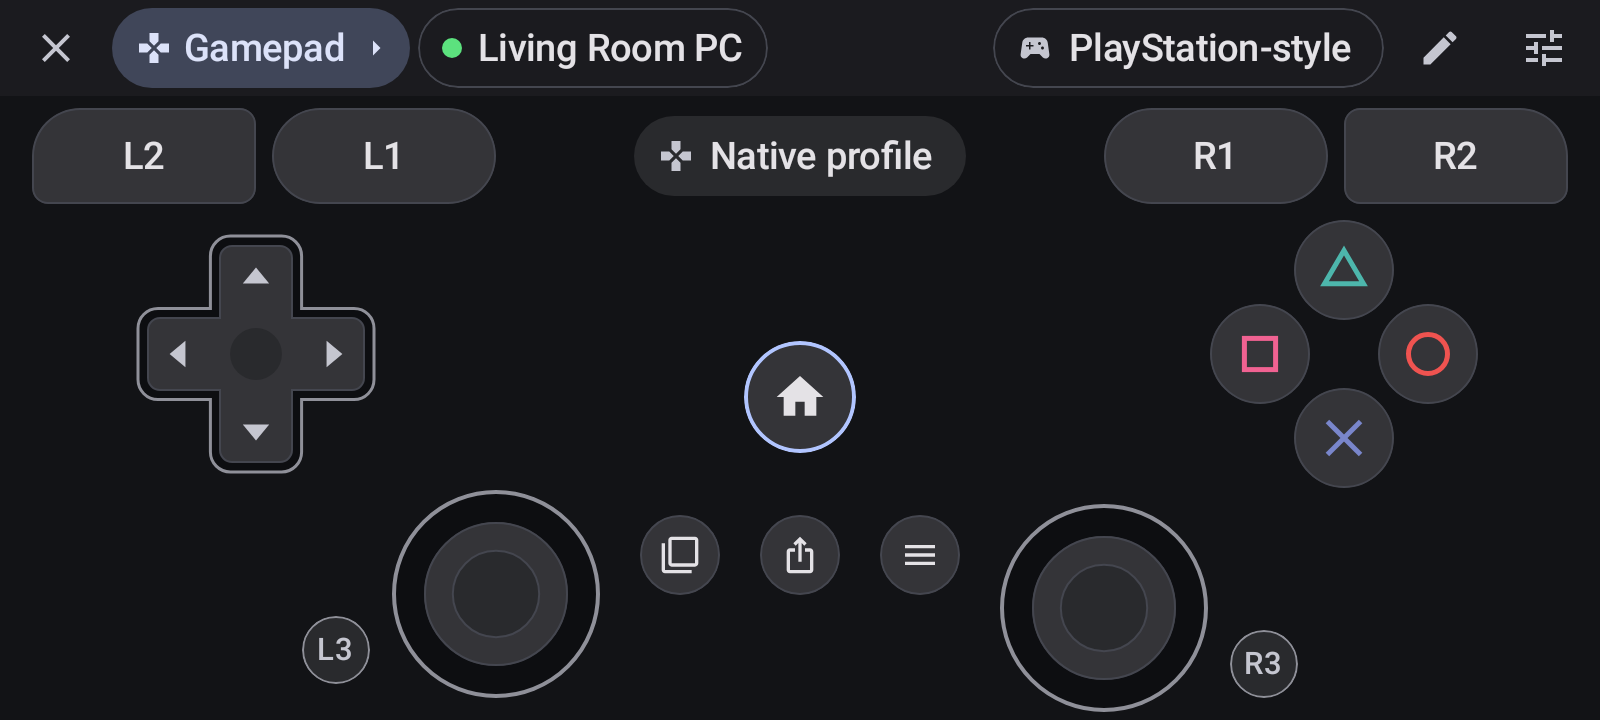 Gamepad
Living Room PC
PlayStation-style
L2
L1
Native profile
R1
R2
L3
R3